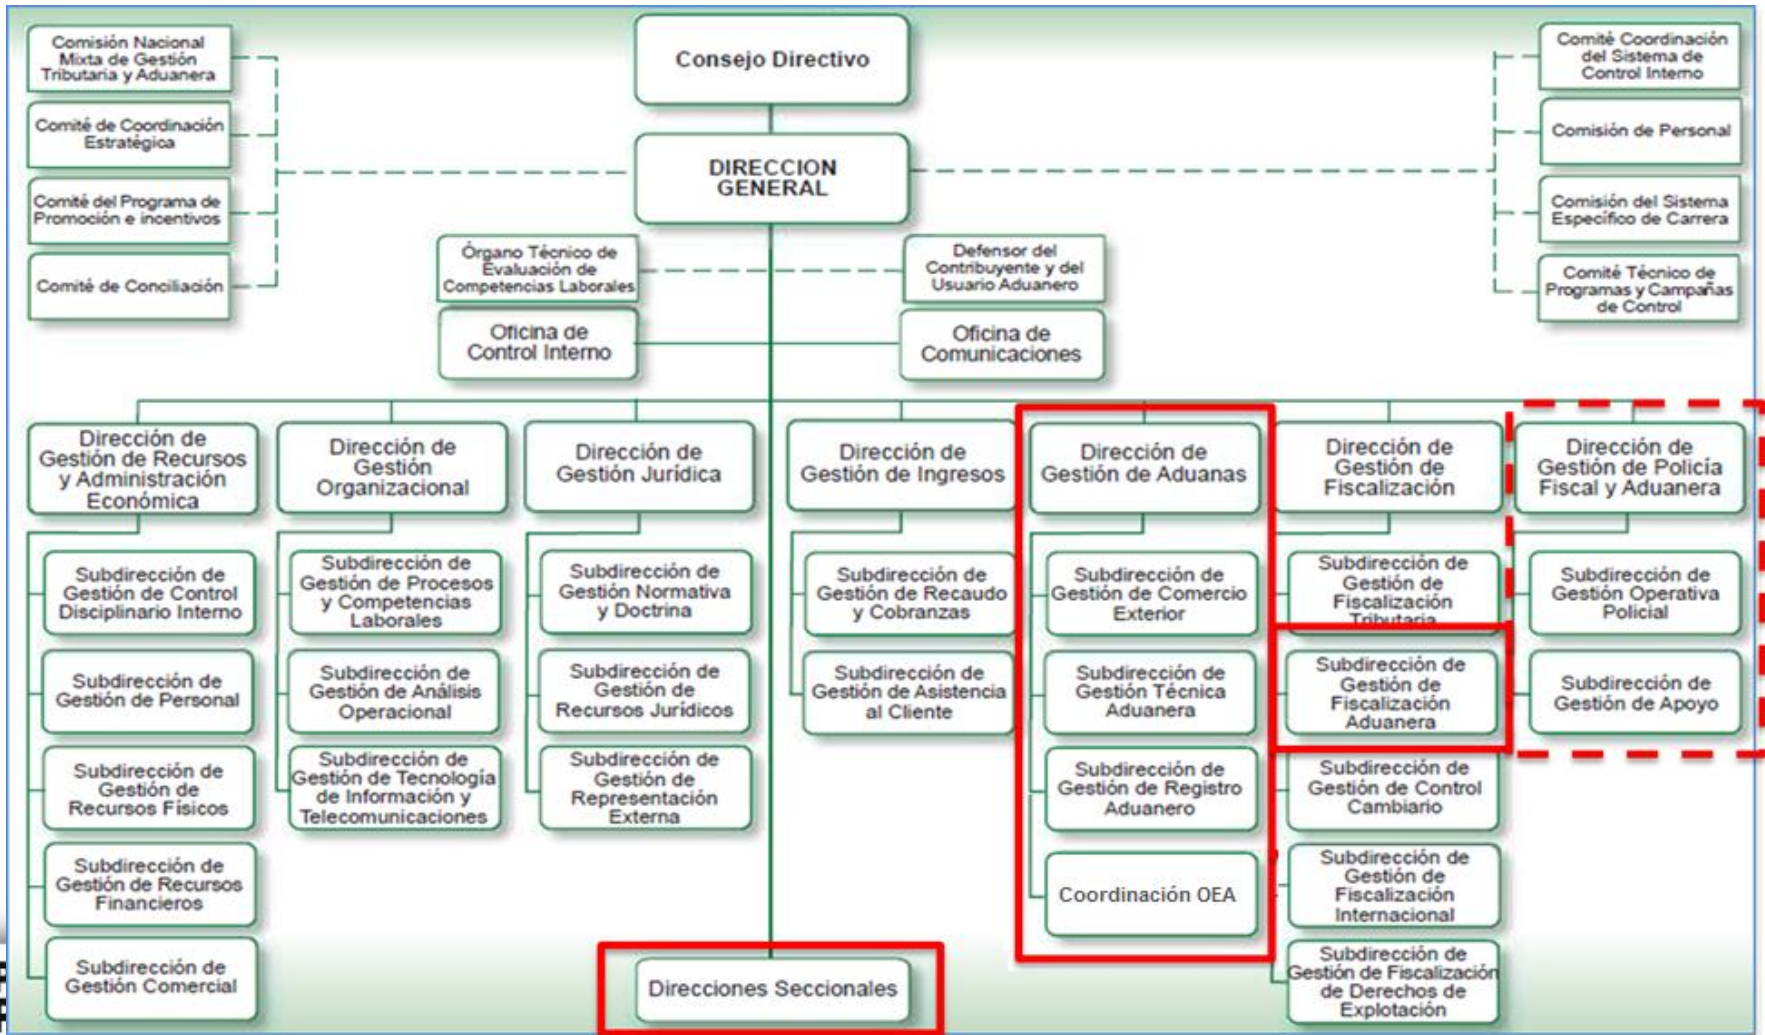 Comisión Nacional
Mixta de Gestión
Tributaria y Aduanera
Comité de Coordinación
Estratégica
Comité del Programa de
Promoción e incentivos
Comité de Conciliación
Consejo Directivo
DIRECCION
GENERAL
Comité Coordinación
del Sistema de
Control Interno
Comisión de Personal
Comisión del Sistema
Específico de Carrera
Comité Técnico de
Programas y Campañas
de Control
Órgano Técnico de
Evaluación de
Competencias Laborales
Defensor del
Contribuyente y del
Usuario Aduanero
Oficina de
Control Interno
Oficina de
Comunicaciones
Dirección de
Gestión de Recursos
y Administración
Económica
Subdirección de
Gestión de Control
Disciplinario Interno
Subdirección de
Gestión de Personal
Subdirección de
Gestión de
Recursos Físicos
Subdirección de
Gestión de Recursos
Financieros
Subdirección de
Gestión Comercial
Dirección de
Gestión
Organizacional
Subdirección de
Gestión de Procesos
y Competencias
Laborales
Subdirección de
Gestión de Análisis
Operacional
Subdirección de
Gestión de Tecnología
de Información y
Telecomunicaciones
Dirección de
Gestión Jurídica
Subdirección de
Gestión Normativa
y Doctrina
Subdirección de
Gestión de
Recursos Jurídicos
Subdirección de
Gestión de
Representación
Externa
Dirección de
Gestión de Ingresos
Subdirección de
Gestión de Recaudo
y Cobranzas
Subdirección de
Gestión de Asistencia
al Cliente
Dirección de
Gestión de Aduanas
Subdirección de
Gestión de Comercio
Exterior
Subdirección de
Gestión Técnica
Aduanera
Subdirección de
Gestión de Registro
Aduanero
Coordinación OEA
Dirección de
Gestión de
Fiscalización
Subdirección de
Gestión de
Fiscalización
Tributaria
Subdirección de
Gestión de
Fiscalización
Aduanera
Subdirección de
Gestión de Control
Cambiario
Subdirección de
Gestión de
Fiscalización
Internacional
Subdirección de
Gestión de Fiscalización
de Derechos de
Explotación
Dirección de
Gestión de Policía
Fiscal y Aduanera
Subdirección de
Gestión Operativa
Policial
Subdirección de
Gestión de Apoyo
Direcciones Seccionales